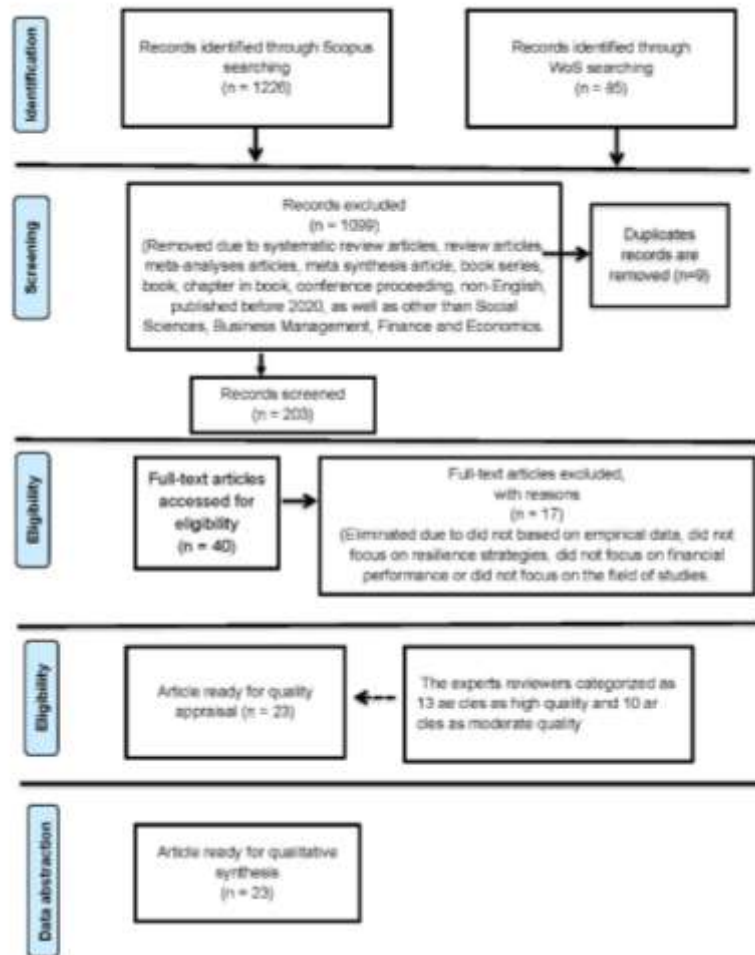 Identification
Records identified through Scopus
searching
(n = 1226)
Records identified through
WoS searching
(n = 85)
Screening
Records excluded
(n = 1099)
(Removed due to systematic review articles, review articles,
meta-analyses articles, meta synthesis article, book series,
book, chapter in book, conference proceeding, non-English,
published before 2020, as well as other than Social
Sciences, Business Management, Finance and Economics.
Duplicates
records are
removed (n=9)
Records screened
(n = 203)
Eligibility
Full-text articles
accessed for
eligibility
(n = 40)
Full-text articles excluded,
with reasons
(n = 17)
(Eliminated due to did not based on empirical data, did not
focus on resilience strategies, did not focus on financial
performance or did not focus on the field of studies.
Eligibility
Article ready for quality
appraisal (n = 23)
The experts reviewers categorized as
13 ae cles as high quality and 10 ar
cles as moderate quality
Data abstraction
Article ready for qualitative
synthesis
(n = 23)